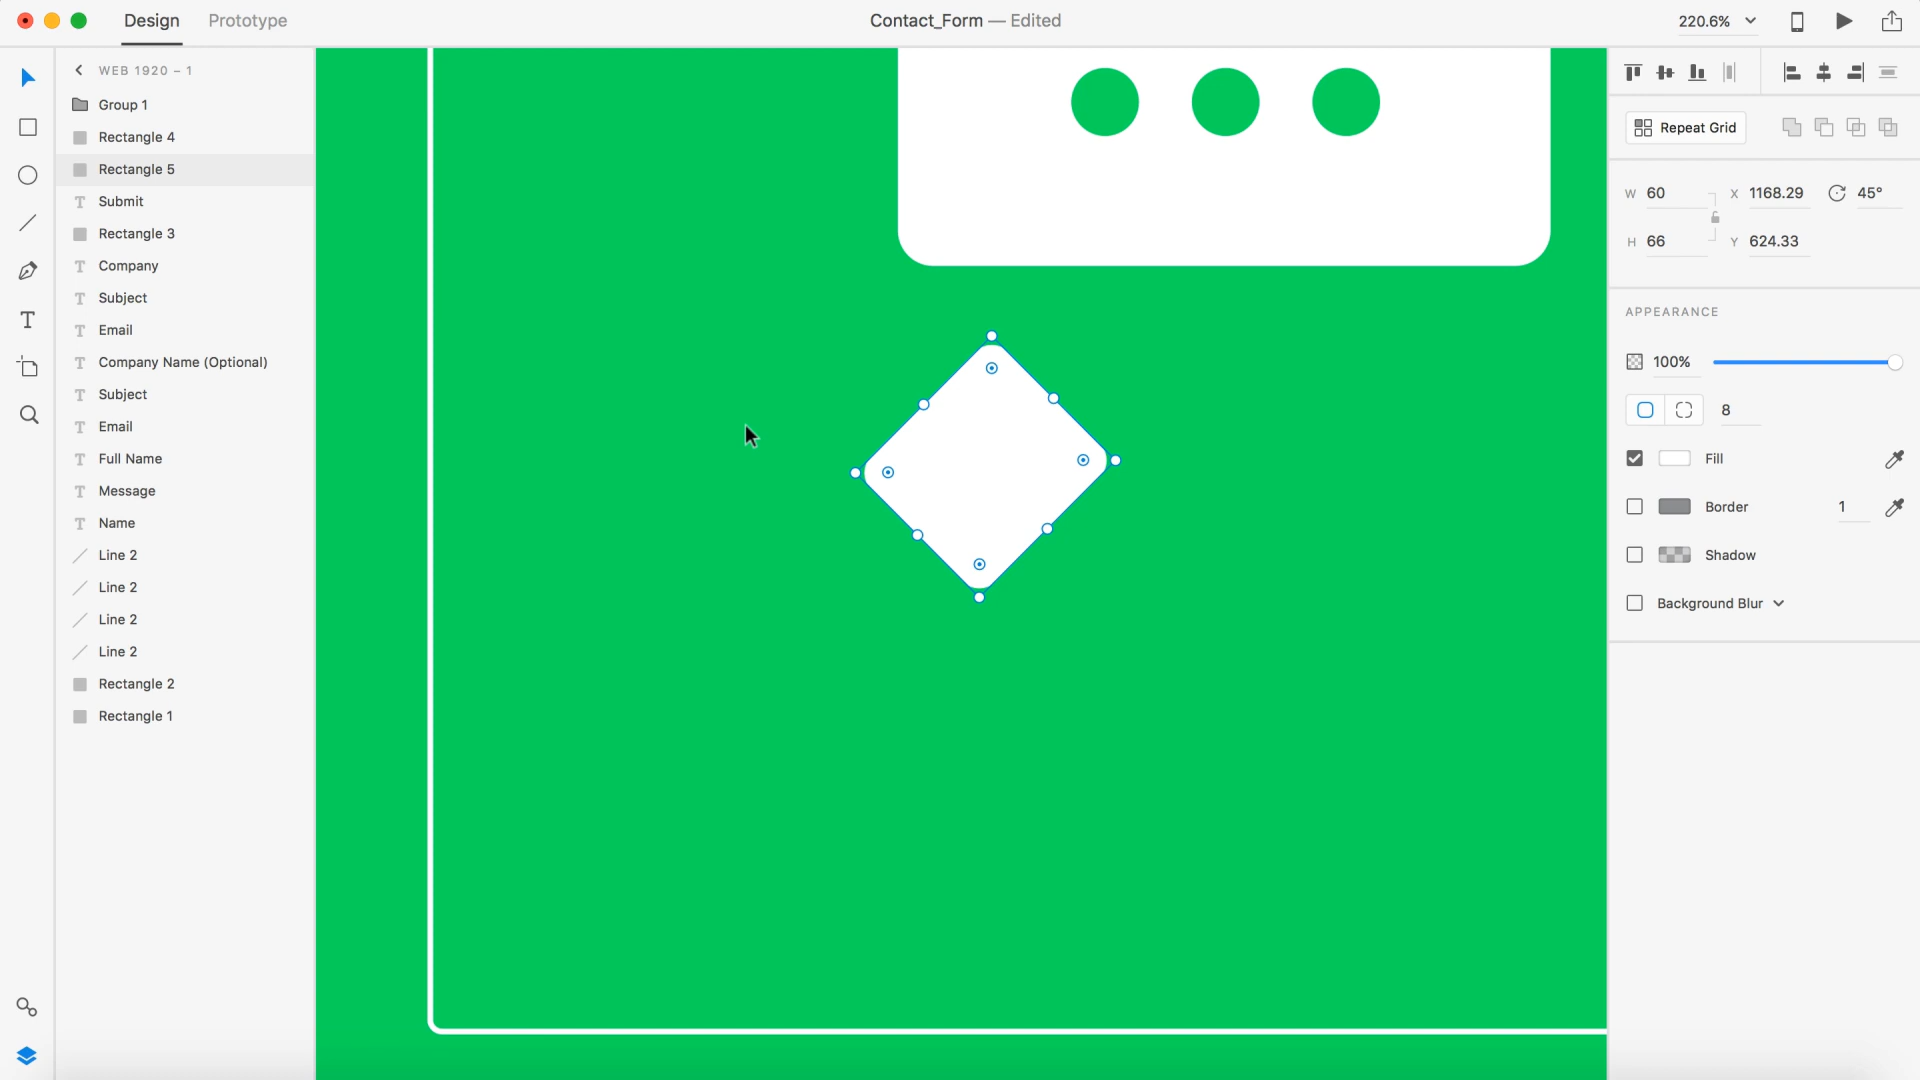 Design
Prototype
Contact_Form — Edited
220.6%
WEB 1920 – 1
Group 1
Rectangle 4
Rectangle 5
Submit
Rectangle 3
Company
Subject
Email
Company Name (Optional)
Subject
Email
Full Name
Message
Name
Line 2
Line 2
Line 2
Line 2
Rectangle 2
Rectangle 1
Repeat Grid
W 60
X 1168.29
45°
H 66
Y 624.33
APPEARANCE
100%
8
Fill
Border
1
Shadow
Background Blur